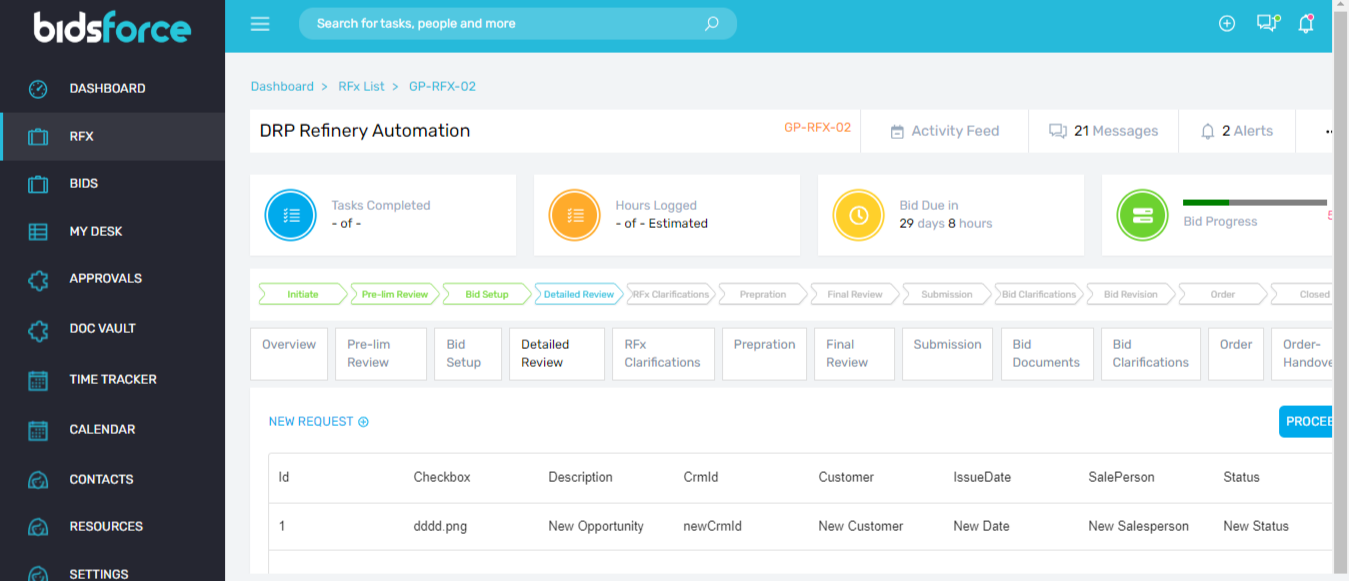 bidsforce
Search for tasks, people and more
DASHBOARD
RFX
BIDS
MY DESK
APPROVALS
DOC VAULT
TIME TRACKER
CALENDAR
CONTACTS
RESOURCES
SETTINGS
Dashboard > RFx List > GP-RFX-02
DRP Refinery Automation
GP-RFX-02
Activity Feed
21 Messages
2 Alerts
Tasks Completed
- of -
Hours Logged
- of - Estimated
Bid Due in
29 days 8 hours
Bid Progress
Initiate
Pre-lim Review
Bid Setup
Detailed Review
RFx Clarifications
Prepration
Final Review
Submission
Bid Clarifications
Bid Revision
Order
Closed
Overview
Pre-lim
Review
Bid
Setup
Detailed
Review
RFx
Clarifications
Prepration
Final
Review
Submission
Bid
Documents
Bid
Clarifications
Order
Order-
Handove
NEW REQUEST
PROCEE
Id Checkbox Description CrmId Customer IssueDate SalePerson Status
1 dddd.png New Opportunity newCrmId New Customer New Date New Salesperson New Status